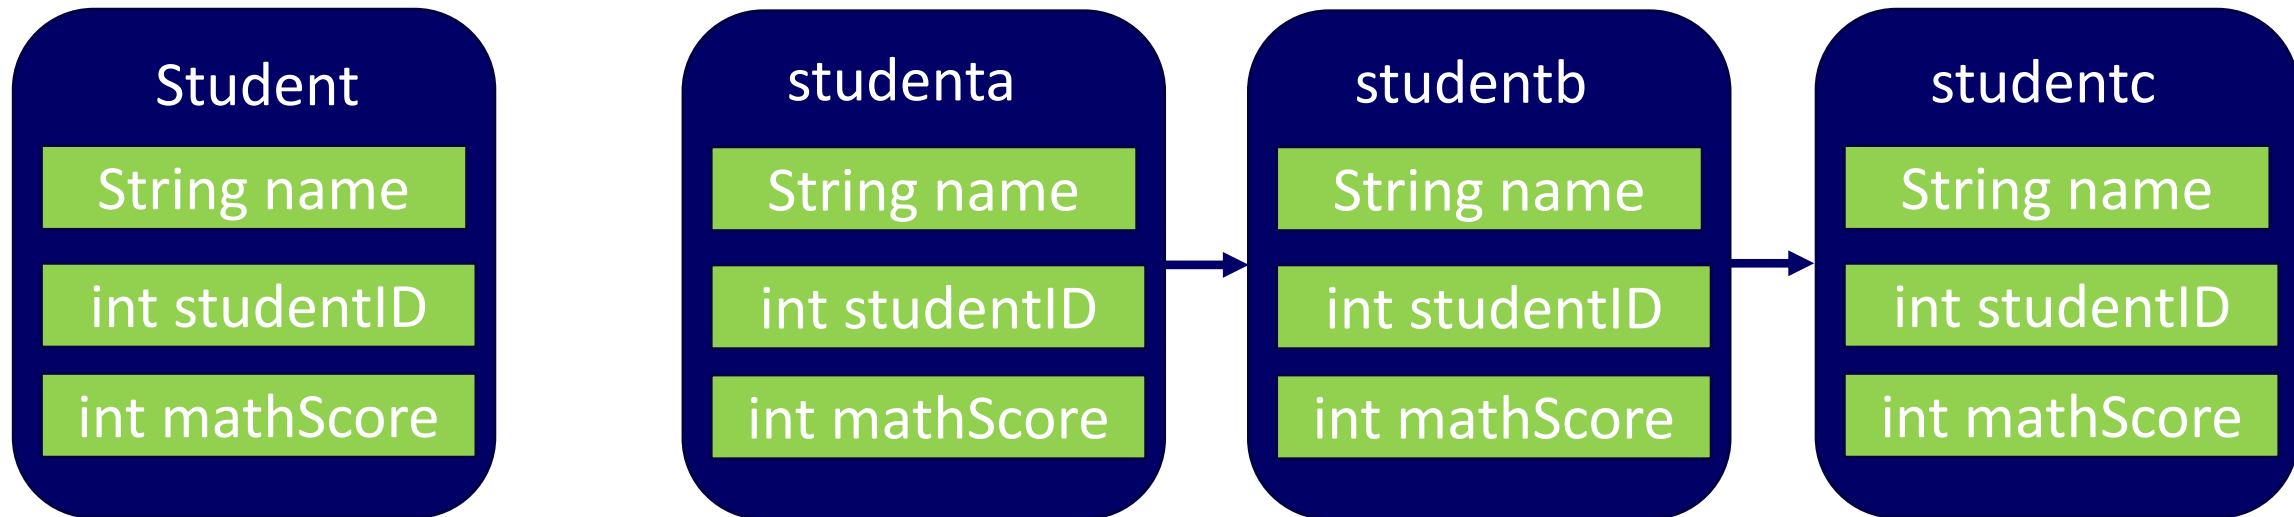 Student
String name
int studentID
int mathScore
studenta
String name
int studentID
int mathScore
studentb
String name
int studentID
int mathScore
studentc
String name
int studentID
int mathScore